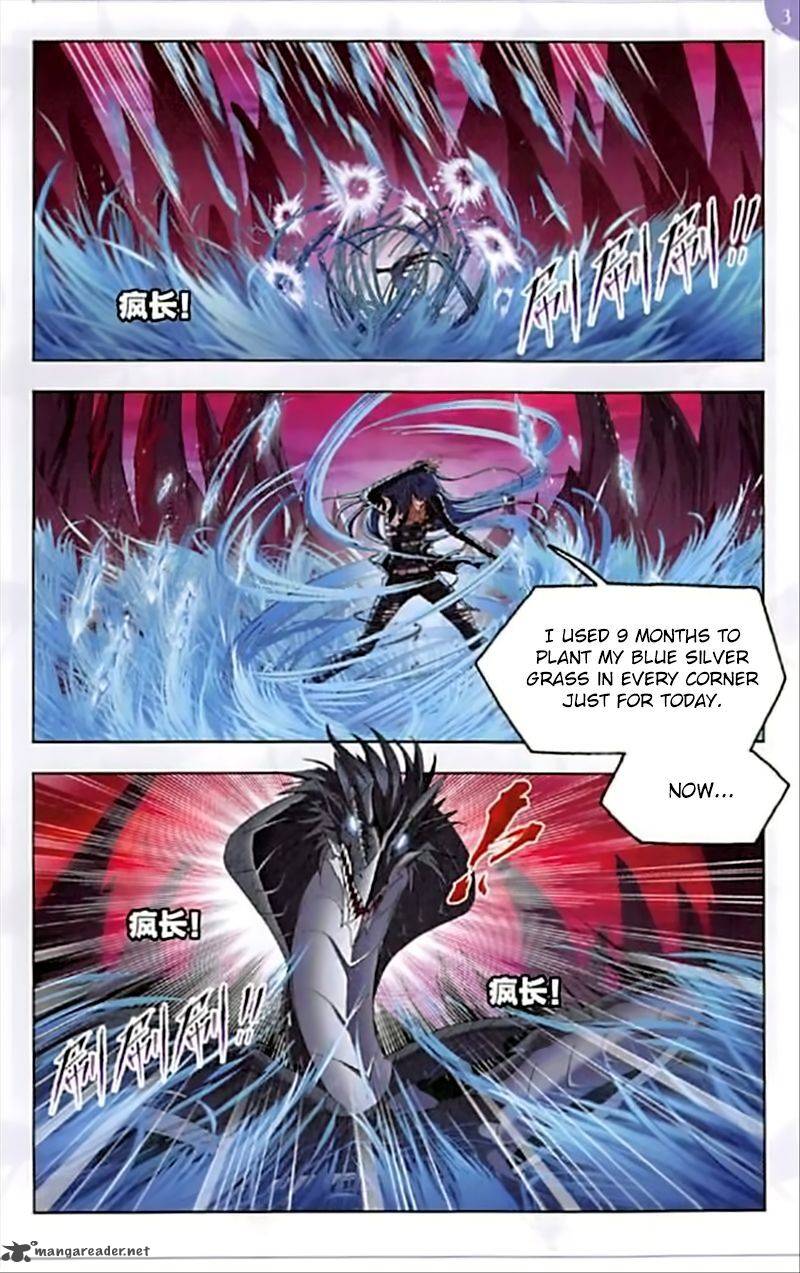 3
疯长!
刷刷刷!!
I USED 9 MONTHS TO
PLANT MY BLUE SILVER
GRASS IN EVERY CORNER
JUST FOR TODAY.
NOW...
疯长!
疯长!
刷刷刷!!
mangareader.net